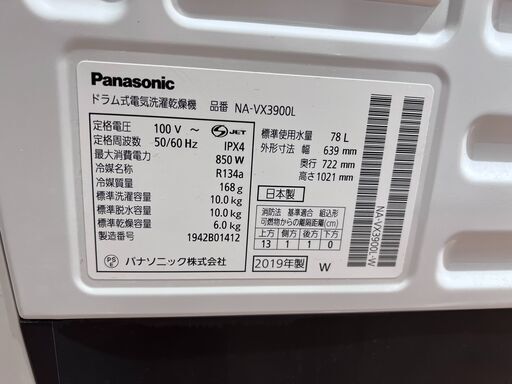 Panasonic
ドラム式電気洗濯乾燥機 品番 NA-VX3900L
定格電圧 100 V ～
定格周波数 50/60 Hz
最大消費電力 850 W
冷媒名称 R134a
冷媒質量 168 g
標準洗濯容量 10.0 kg
標準脱水容量 10.0 kg
標準乾燥容量 6.0 kg
製造番号 1942B01412
S JET
IPX4
標準使用水量 78 L
外形寸法 幅 639 mm
奥行 722 mm
高さ 1021 mm
日本製
消防法 基準適合 組込形
可燃物からの離隔距離(cm)
上方 側方 後方 下方
13 1 1 0
PS E
パナソニック株式会社
2019年製 W
NA-VX3900L-W